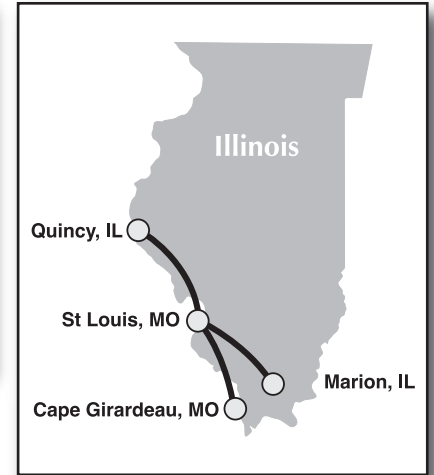 Illinois
Quincy, IL
St Louis, MO
Marion, IL
Cape Girardeau, MO